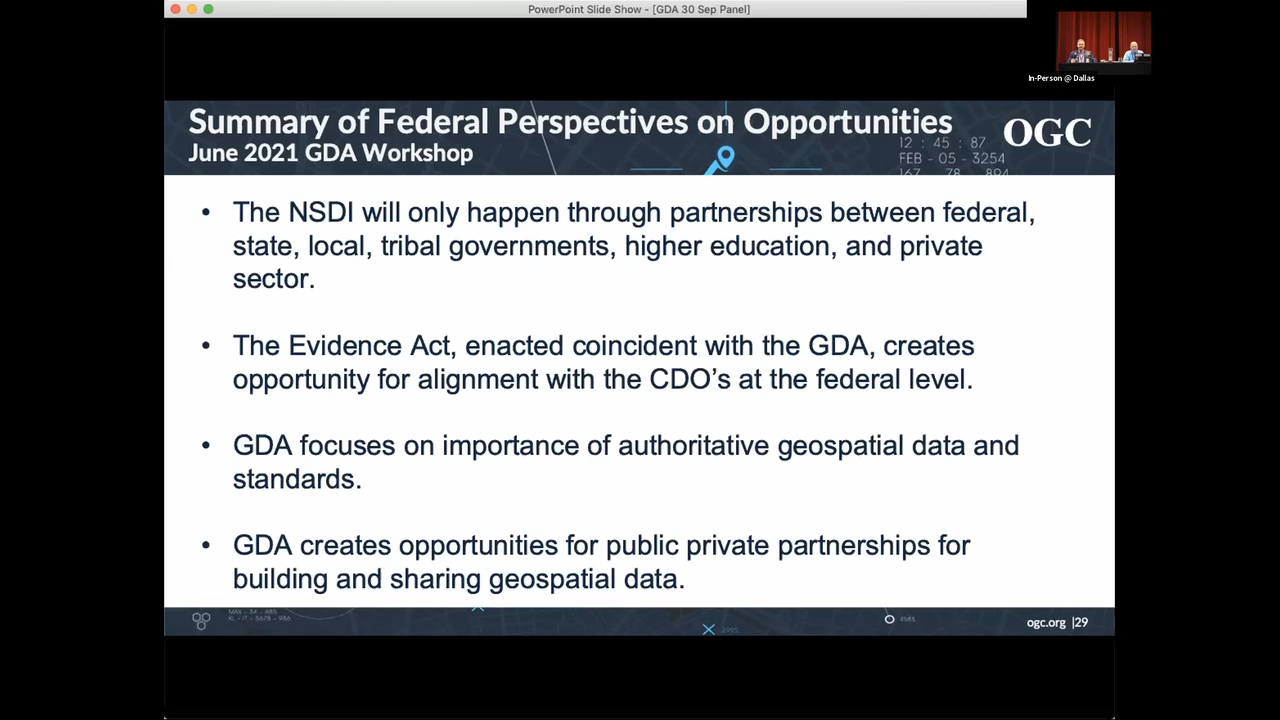 PowerPoint Slide Show - [GDA 30 Sep Panel]
In-Person @ Dallas
Summary of Federal Perspectives on Opportunities
June 2021 GDA Workshop
OGC
12 : 45 : 87
FEB - 05 - 3254
167 78 894
• The NSDI will only happen through partnerships between federal,
state, local, tribal governments, higher education, and private
sector.
• The Evidence Act, enacted coincident with the GDA, creates
opportunity for alignment with the CDO’s at the federal level.
• GDA focuses on importance of authoritative geospatial data and
standards.
• GDA creates opportunities for public private partnerships for
building and sharing geospatial data.
ogc.org |29